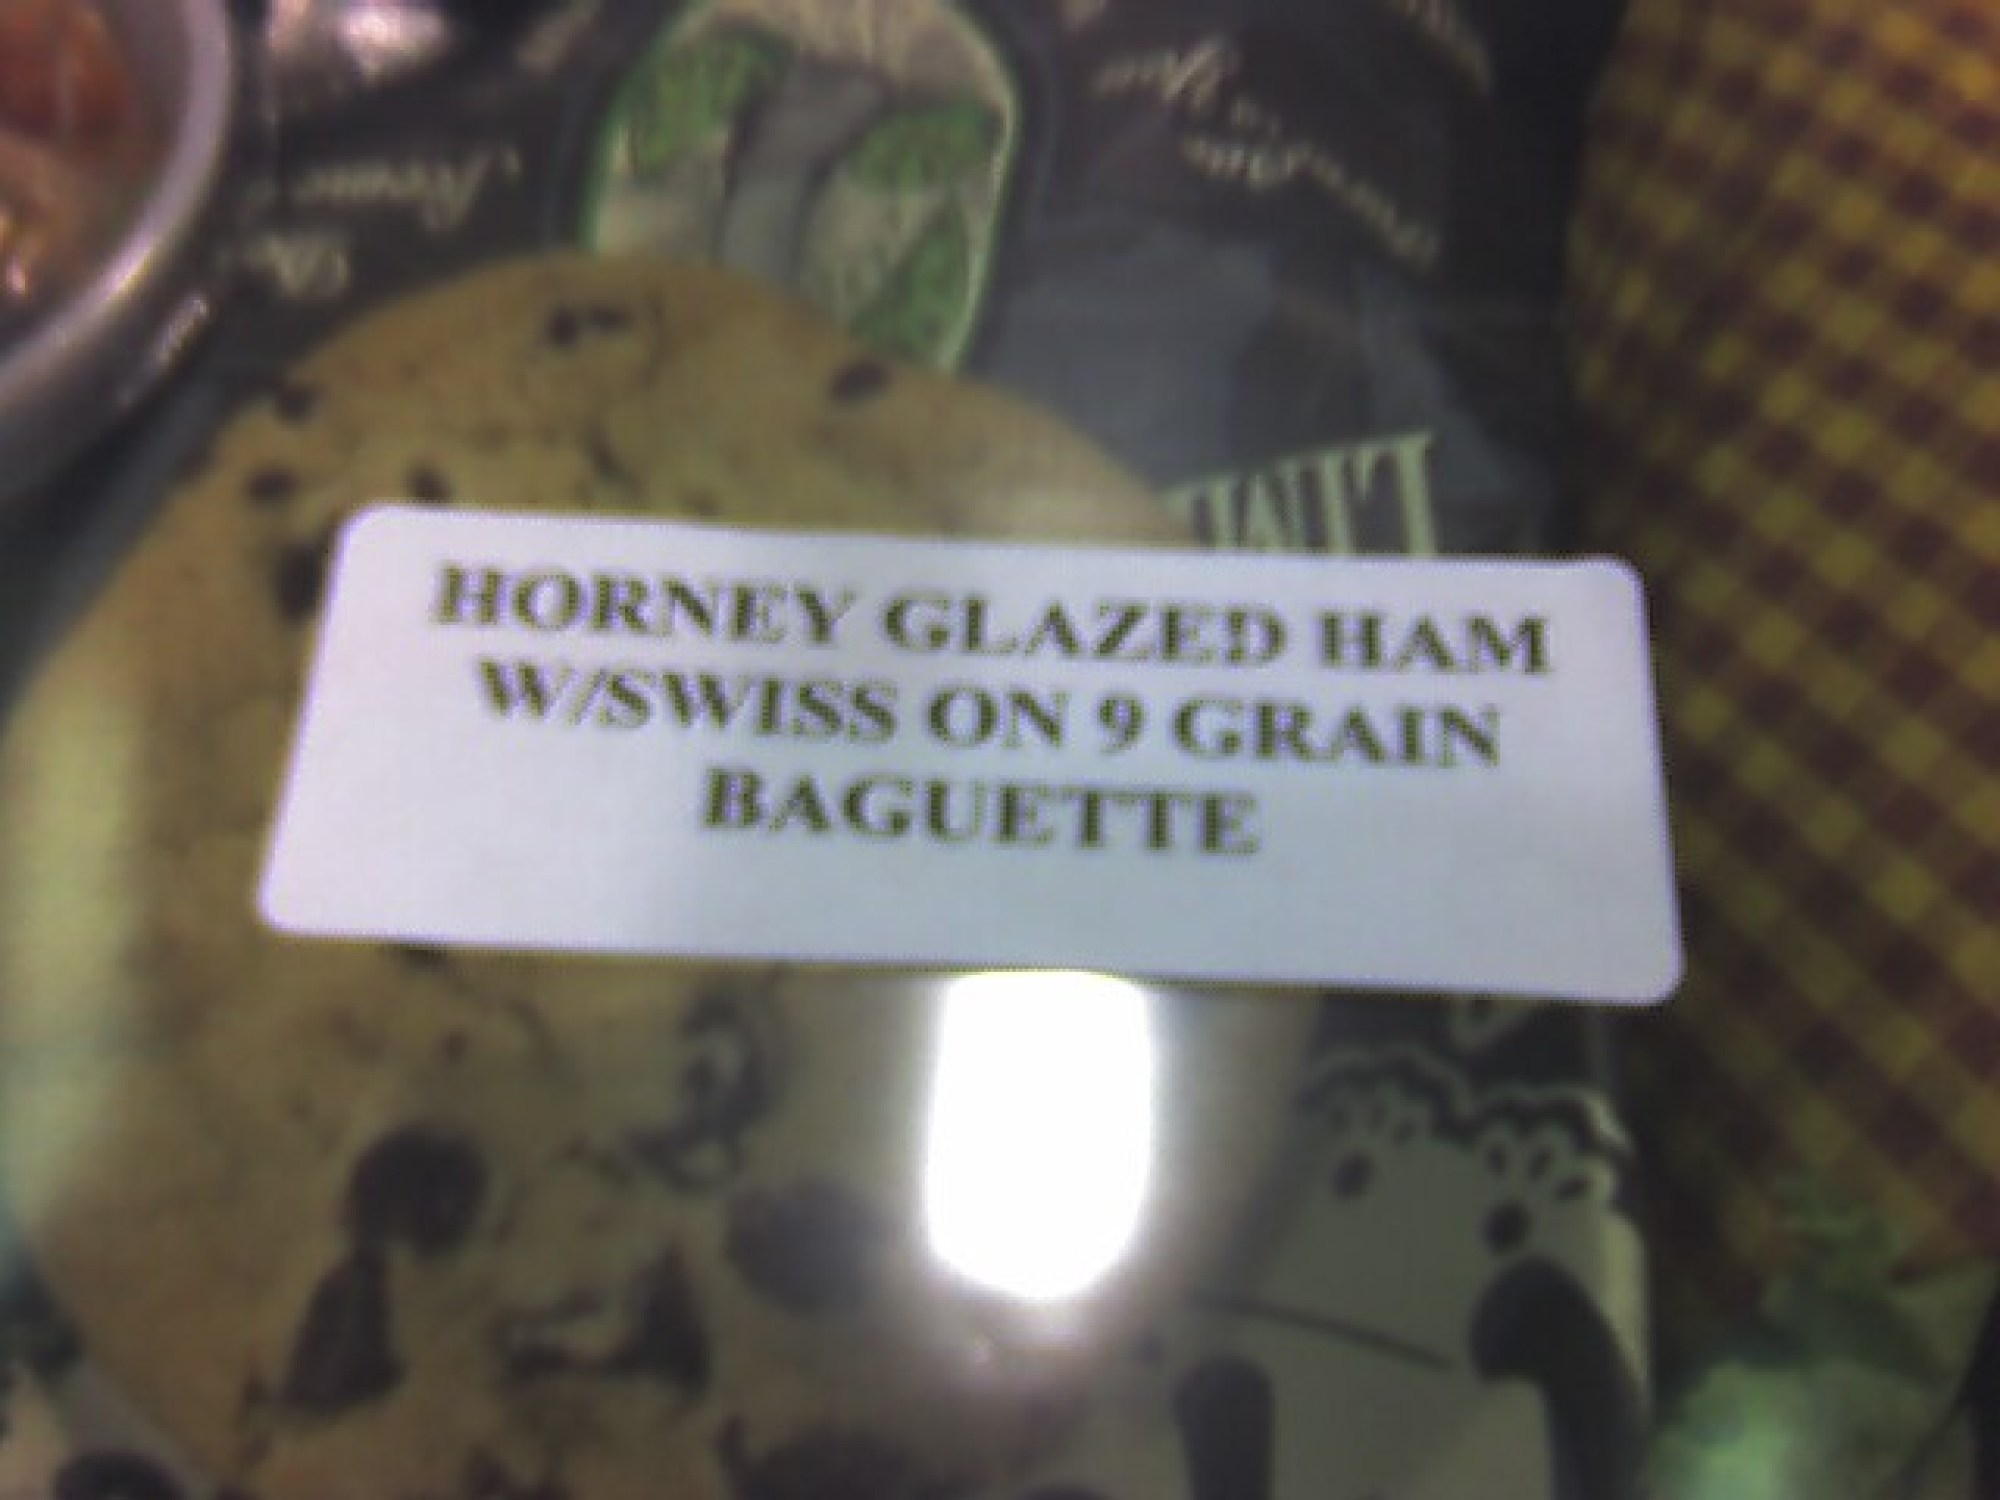 HORNEY GLAZED HAM
W/SWISS ON 9 GRAIN
BAGUETTE